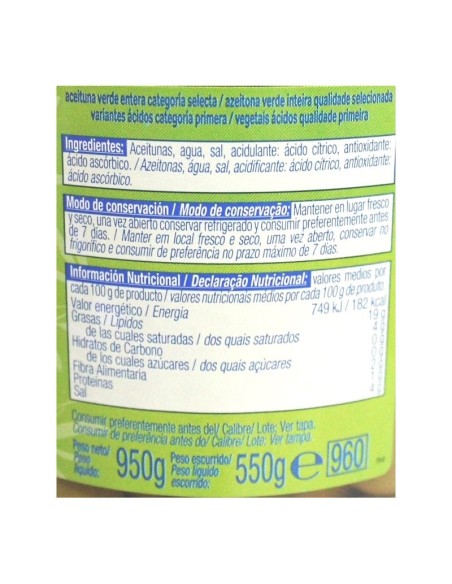 aceituna verde entera categoría selecta / azeitona verde inteira qualidade selecionada
variantes ácidos categoría primera / vegetais ácidos qualidade primeira
Ingredientes: Aceitunas, agua, sal, acidulante: ácido cítrico, antioxidante:
ácido ascórbico. / Azeitonas, água, sal, acidificante: ácido cítrico, antioxidante:
ácido ascórbico.
Modo de conservación / Modo de conservação: Mantener en lugar fresco
y seco, una vez abierto conservar refrigerado y consumir preferentemente antes
de 7 días. / Manter em local fresco e seco, uma vez aberto, conservar no
frigorífico e consumir de preferência no prazo máximo de 7 dias.
Información Nutricional / Declaração Nutricional: valores medios por
cada 100 g de producto / valores nutricionais médios por cada 100 g de produto
Valor energético / Energia 749 kJ / 182 kcal
Grasas / Lípidos 19 g
de las cuales saturadas / dos quais saturados
Hidratos de Carbono
de los cuales azúcares / dos quais açúcares
Fibra Alimentaria
Proteínas
Sal
Consumir preferentemente antes del/ Calibre/ Lote: Ver tapa.
Consumir de preferência antes do/ Calibre/ Lote: Ver tampa.
Peso neto/ Peso líquido: 950g Peso escurrido/ Peso líquido escorrido: 550g e 960